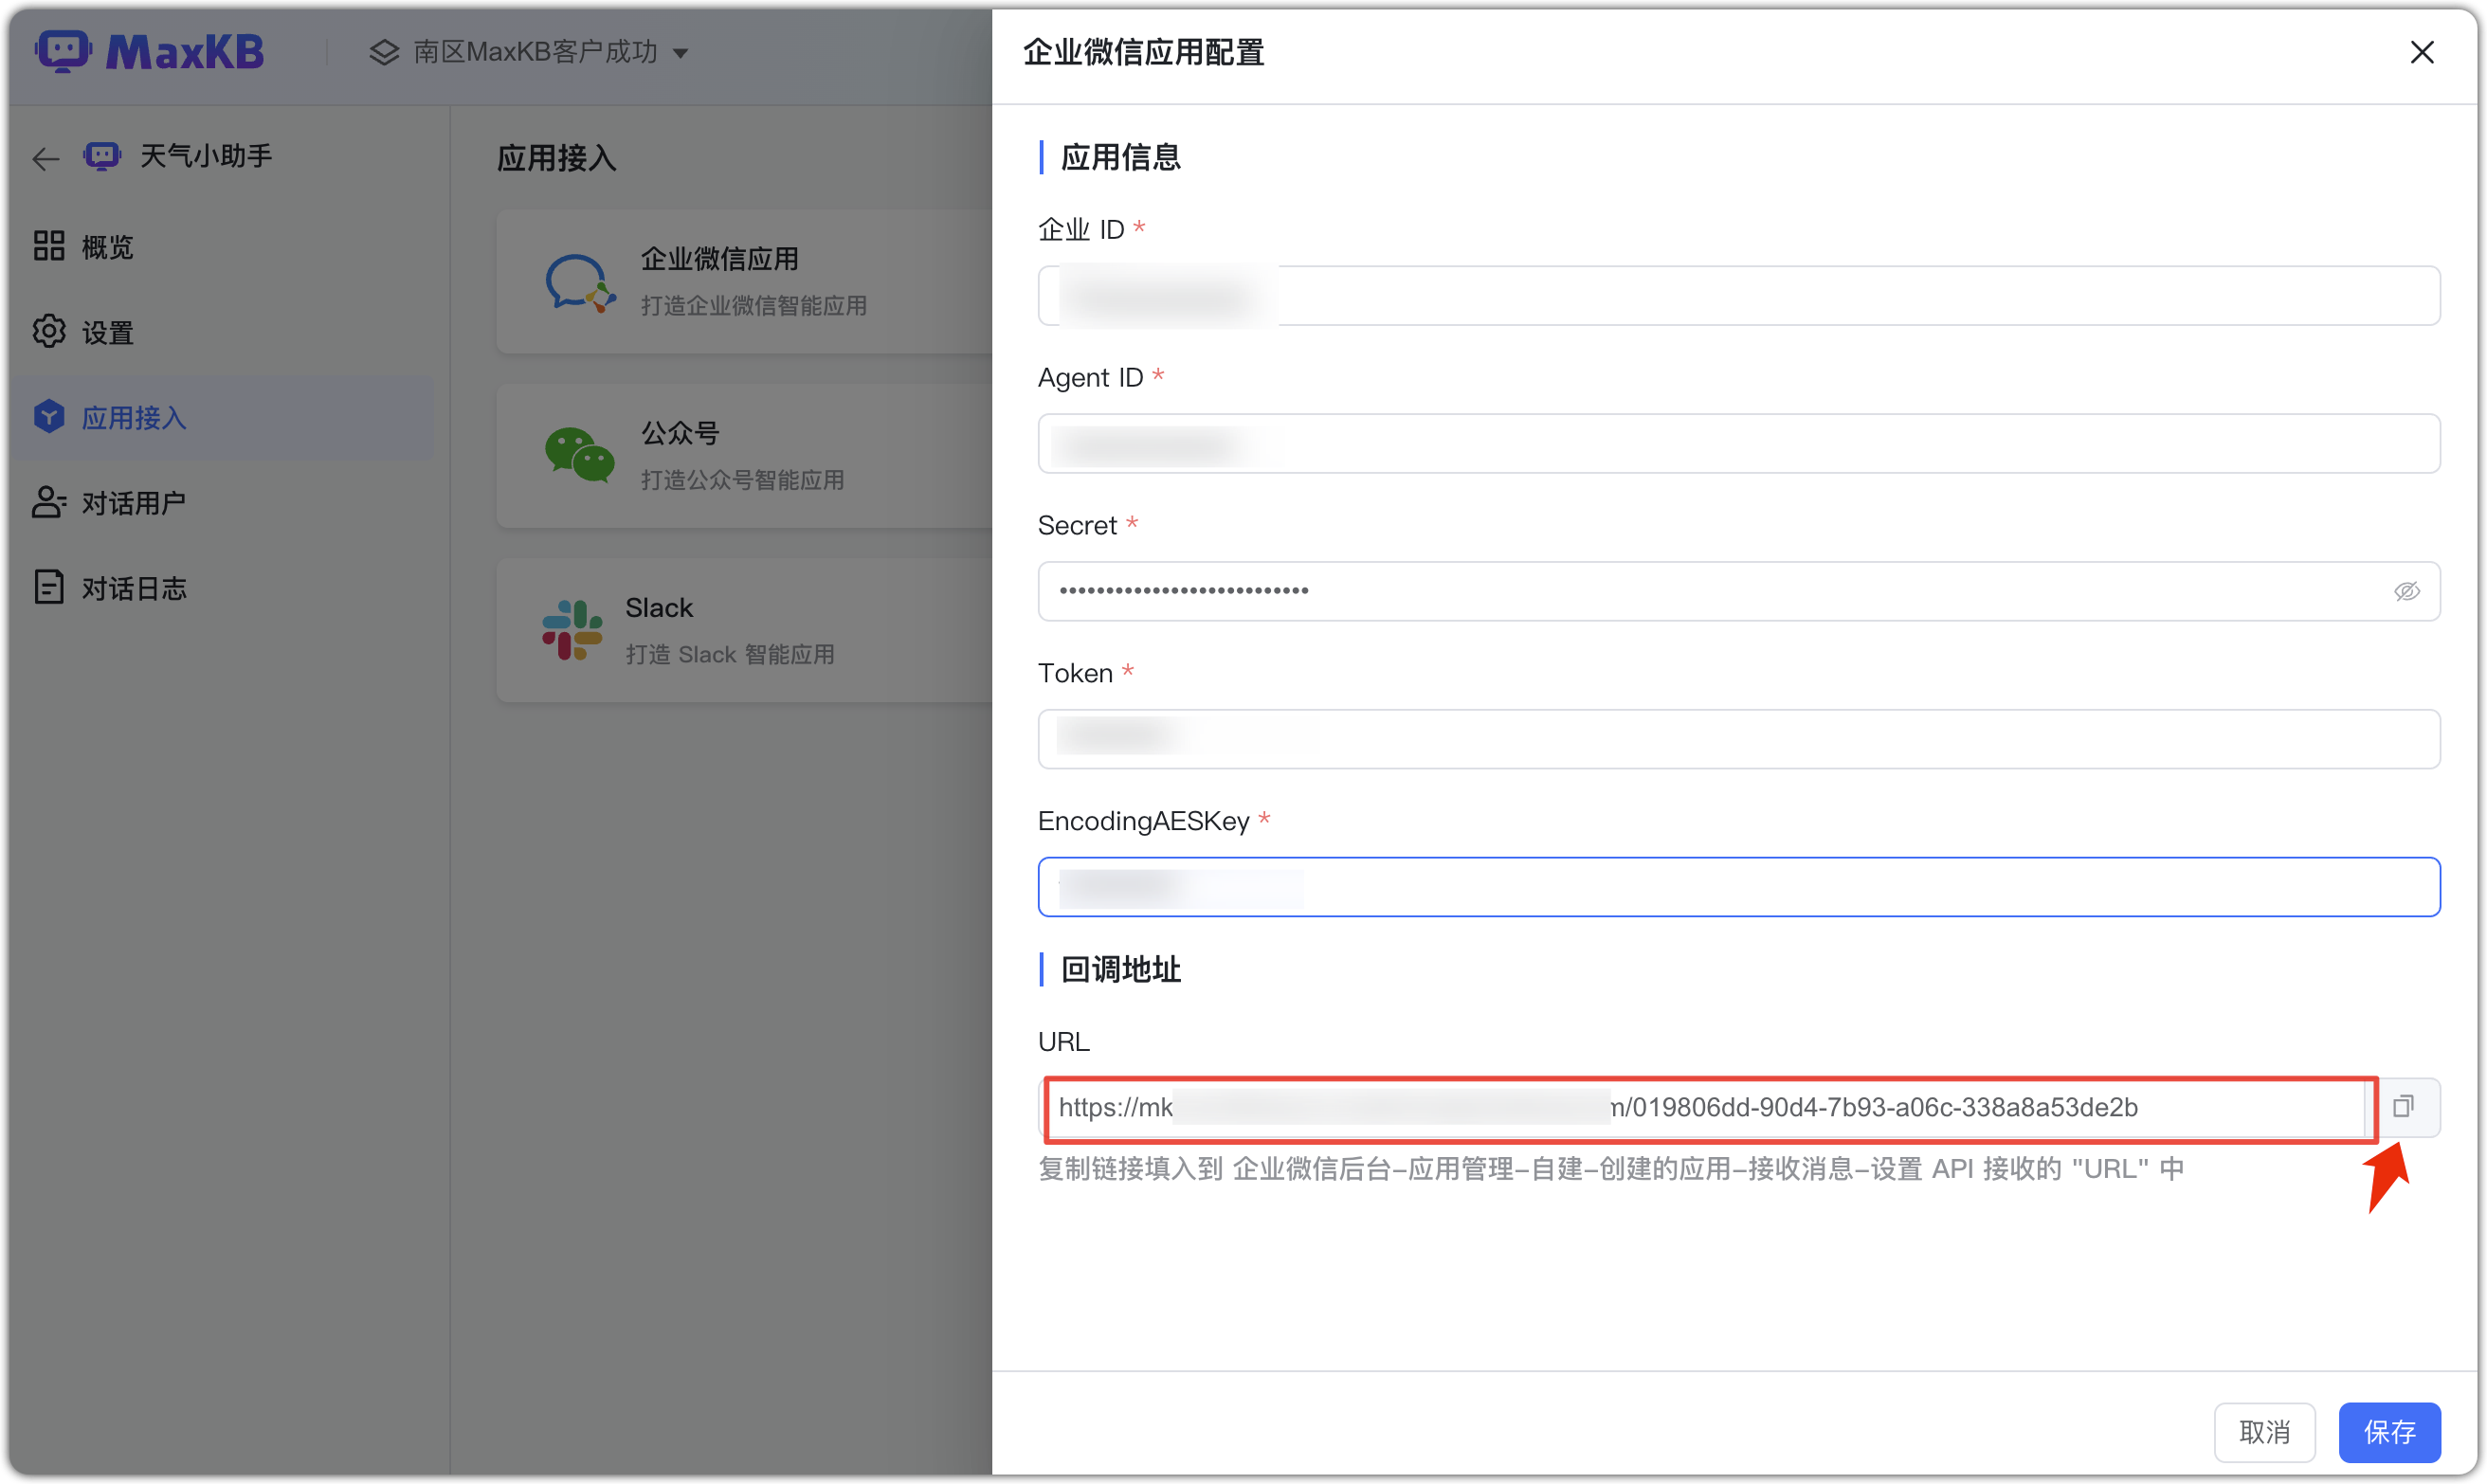 MaxKB
南区MaxKB客户成功
天气小助手
概览
设置
应用接入
对话用户
对话日志
应用接入
企业微信应用
打造企业微信智能应用
公众号
打造公众号智能应用
Slack
打造 Slack 智能应用
企业微信应用配置
应用信息
企业 ID *
Agent ID *
Secret *
••••••••••••••••••••••••••
Token *
EncodingAESKey *
回调地址
URL
https://mk m/019806dd-90d4-7b93-a06c-338a8a53de2b
复制链接填入到 企业微信后台-应用管理-自建-创建的应用-接收消息-设置 API 接收的 "URL" 中
取消
保存